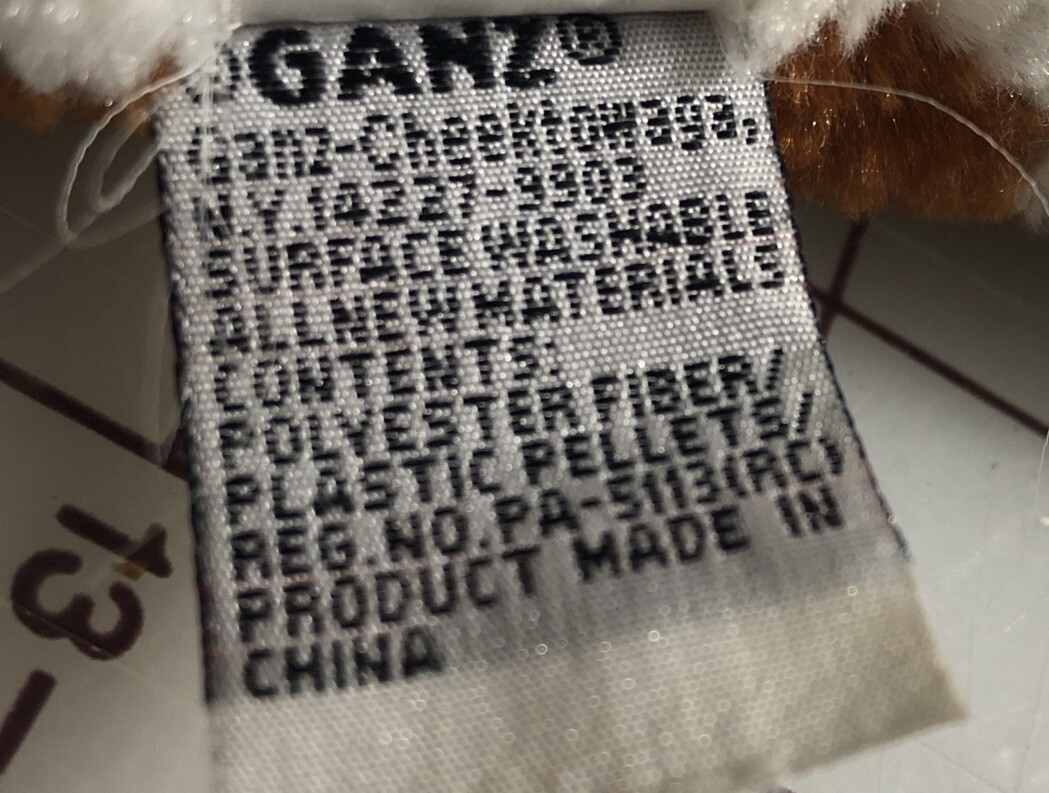 GANZ®
Ganz-Cheektowaga,
N.Y. 14227-9903
SURFACE WASHABLE
ALL NEW MATERIALS
CONTENTS:
POLYESTER FIBER/
PLASTIC PELLETS/
REG NO.PA-5113(RC)
PRODUCT MADE IN
CHINA
13